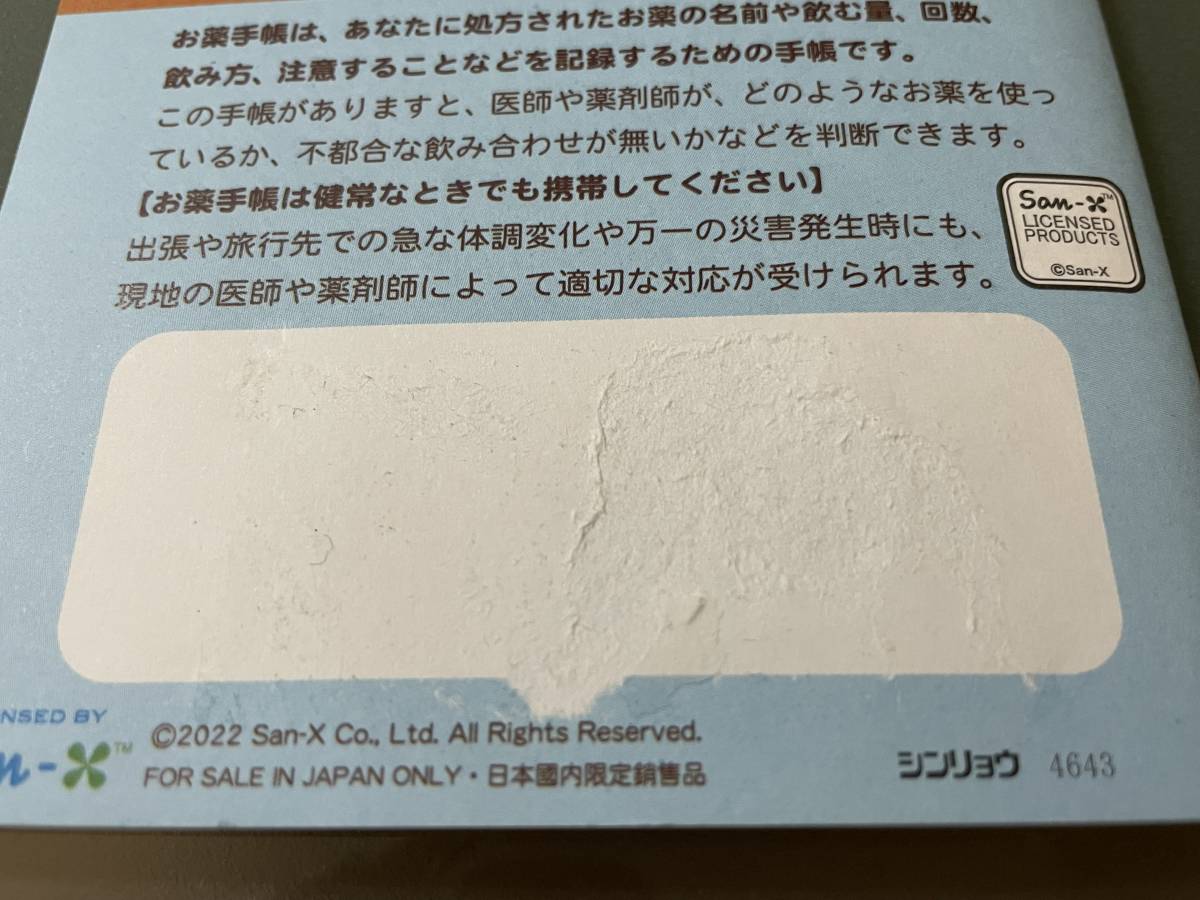 お薬手帳は、あなたに処方されたお薬の名前や飲む量、回数、
飲み方、注意することなどを記録するための手帳です。
この手帳がありますと、医師や薬剤師が、どのようなお薬を使っ
ているか、不都合な飲み合わせが無いかなどを判断できます。
【お薬手帳は健常なときでも携帯してください】
出張や旅行先での急な体調変化や万一の災害発生時にも、
現地の医師や薬剤師によって適切な対応が受けられます。
San-X™
LICENSED
PRODUCTS
©San-X
NSED BY
n-X™
©2022 San-X Co., Ltd. All Rights Reserved.
FOR SALE IN JAPAN ONLY・日本國内限定銷售品
シンリョウ 4643